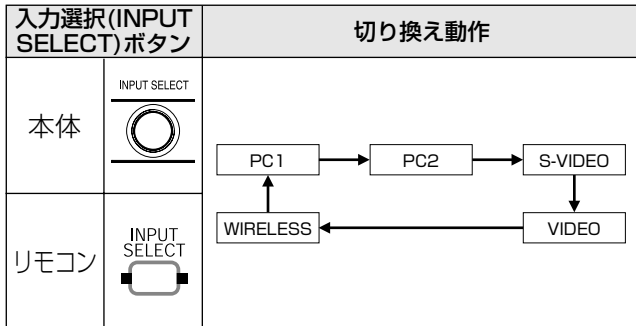 入力選択(INPUT
SELECT)ボタン
切り換え動作
本体
INPUT SELECT
PC1
PC2
S-VIDEO
WIRELESS
VIDEO
リモコン
INPUT
SELECT